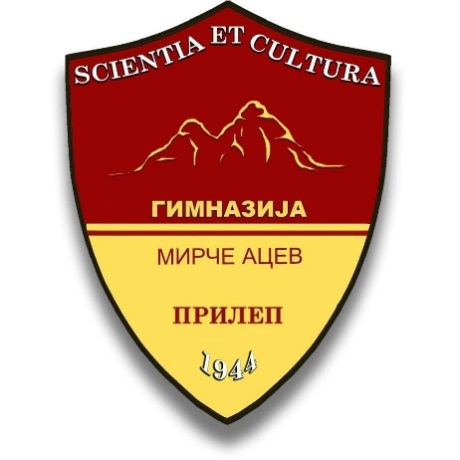 SCIENTIA ET CULTURA
ГИМНАЗИЈА
МИРЧЕ АЦЕВ
ПРИЛЕП
1944